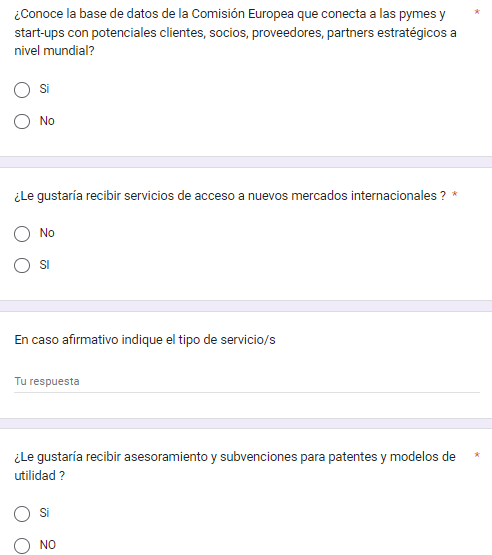 ¿Conoce la base de datos de la Comisión Europea que conecta a las pymes y *
start-ups con potenciales clientes, socios, proveedores, partners estratégicos a
nivel mundial?
Si
No
¿Le gustaría recibir servicios de acceso a nuevos mercados internacionales ? *
No
SI
En caso afirmativo indique el tipo de servicio/s
Tu respuesta
¿Le gustaría recibir asesoramiento y subvenciones para patentes y modelos de *
utilidad ?
Si
NO